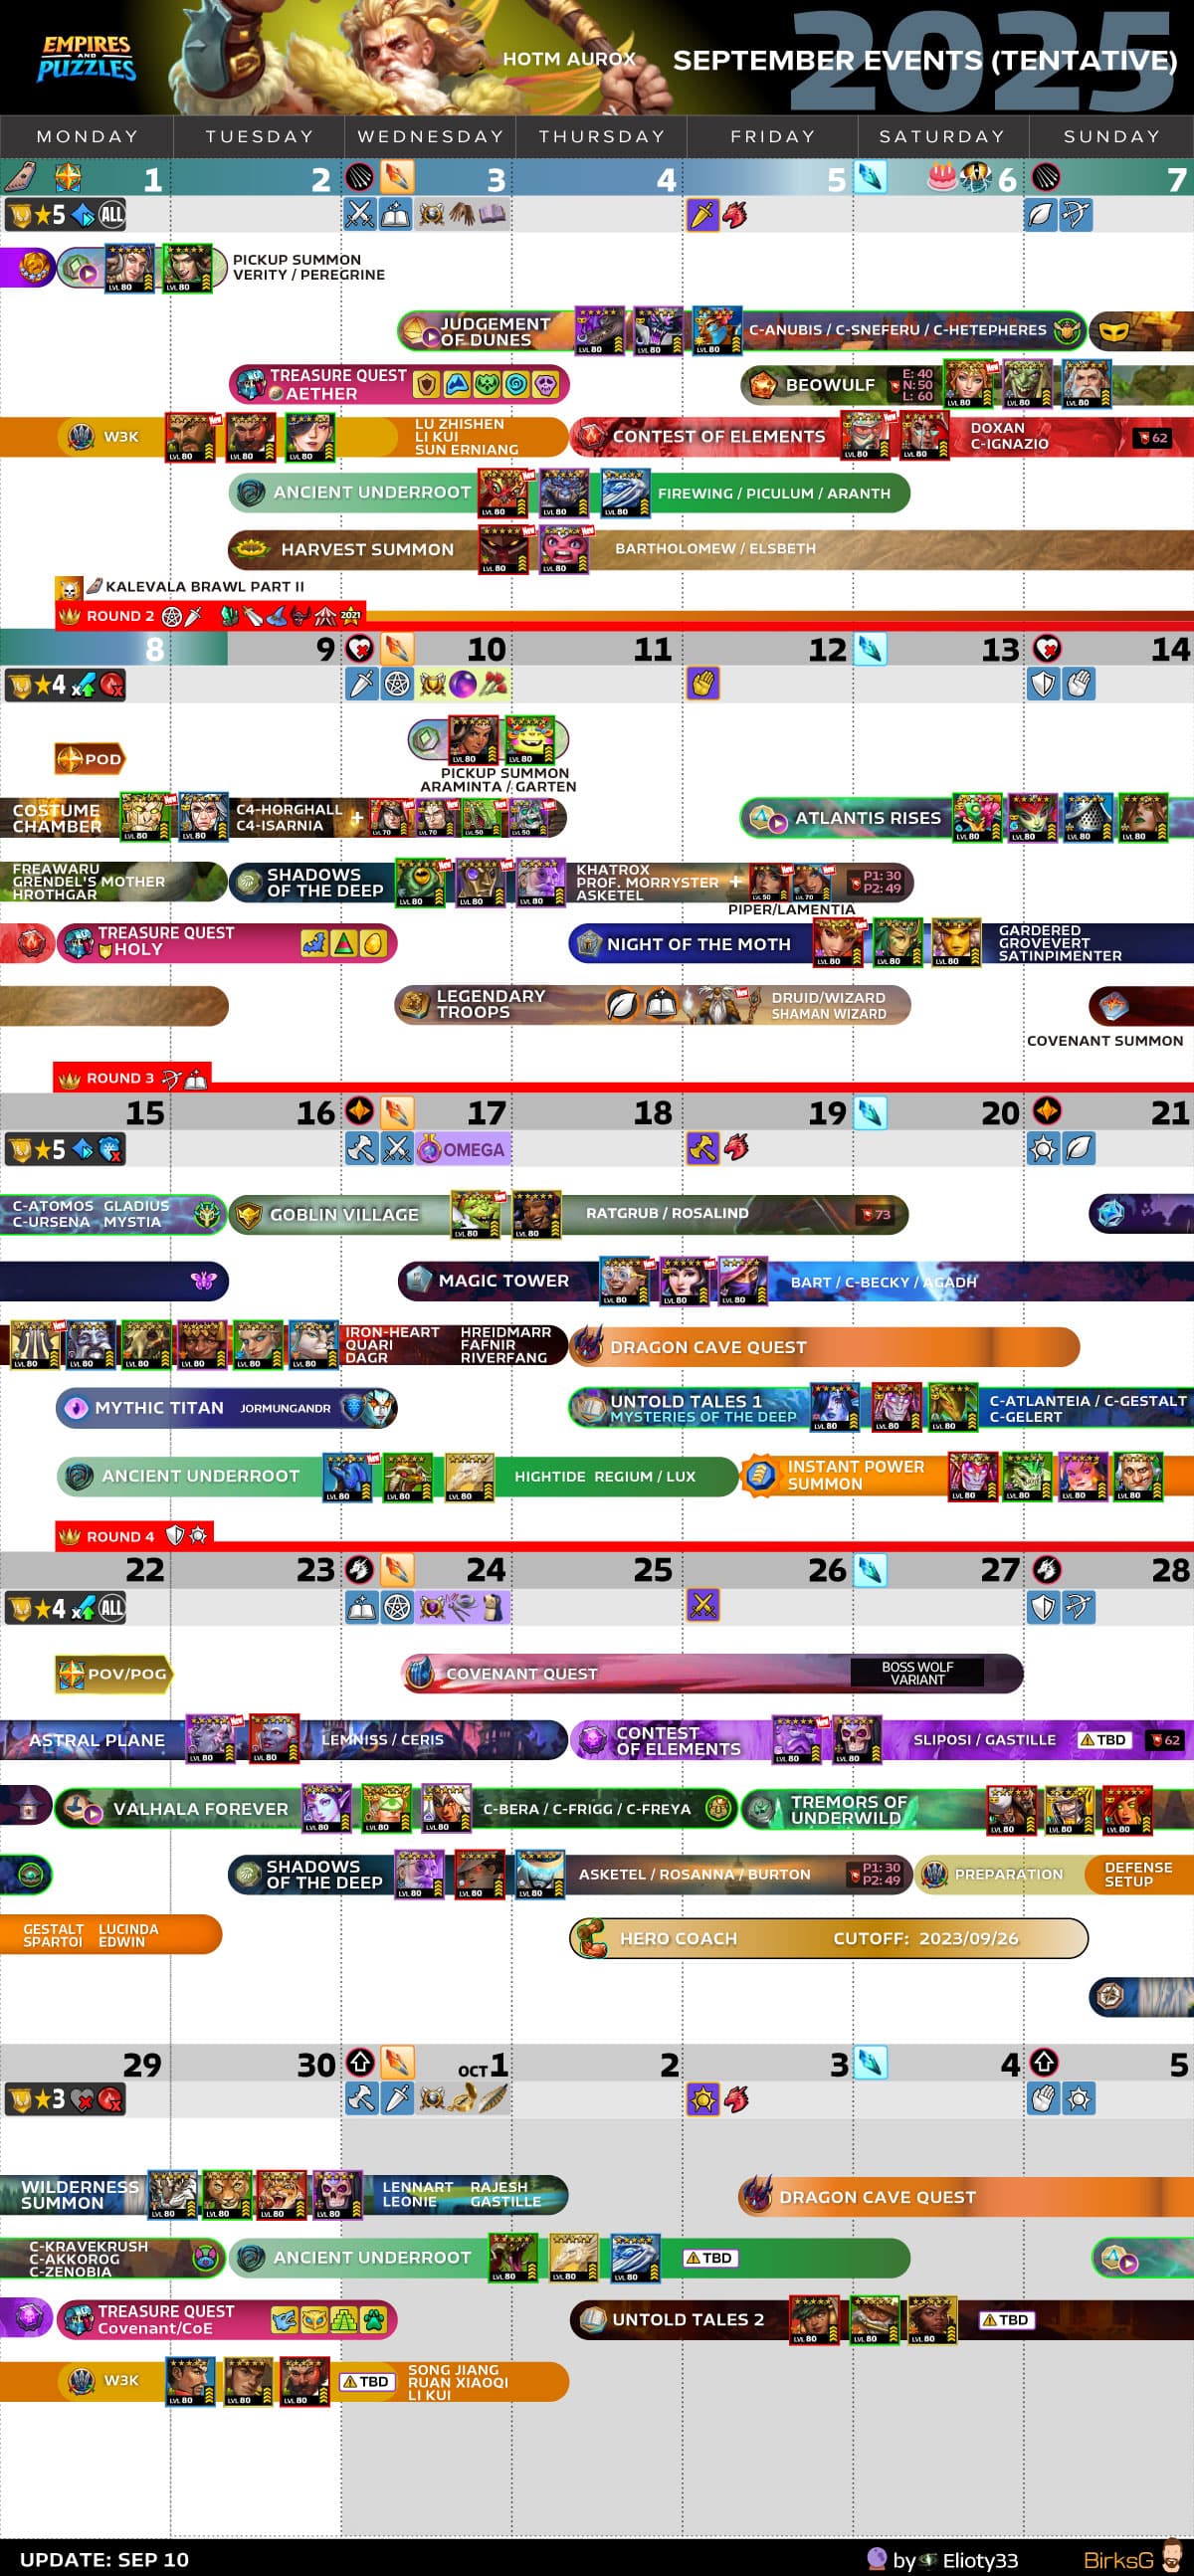 EMPIRES
AND
PUZZLES
HOTM AUROX
2025
SEPTEMBER EVENTS (TENTATIVE)
MONDAY TUESDAY WEDNESDAY THURSDAY FRIDAY SATURDAY SUNDAY
1 2 3 4 5 6 7
5 ALL
PICKUP SUMMON
VERITY / PEREGRINE
JUDGEMENT
OF DUNES
C-ANUBIS / C-SNEFERU / C-HETEPHERES
TREASURE QUEST
AETHER
BEOWULF
E: 40
N: 50
L: 60
W3K
LU ZHISHEN
LI KUI
SUN ERNIANG
CONTEST OF ELEMENTS
DOXAN
C-IGNAZIO
62
ANCIENT UNDERROOT
FIREWING / PICULUM / ARANTH
HARVEST SUMMON
BARTHOLOMEW / ELSBETH
KALEVALA BRAWL PART II
ROUND 2
2021
8 9 10 11 12 13 14
4
POD
PICKUP SUMMON
ARAMINTA / GARTEN
COSTUME
CHAMBER
C4-HORGHALL
C4-ISARNIA
+
ATLANTIS RISES
FREAWARU
GRENDEL'S MOTHER
HROTHGAR
SHADOWS
OF THE DEEP
KHATROX
PROF. MORRYSTER
ASKETEL
+
P1: 30
P2: 49
PIPER/LAMENTIA
TREASURE QUEST
HOLY
NIGHT OF THE MOTH
GARDERED
GROVEVERT
SATINPIMENTER
LEGENDARY
TROOPS
DRUID/WIZARD
SHAMAN WIZARD
COVENANT SUMMON
ROUND 3
15 16 17 18 19 20 21
5
OMEGA
C-ATOMOS GLADIUS
C-URSENA MYSTIA
GOBLIN VILLAGE
RATGRUB / ROSALIND
73
MAGIC TOWER
BART / C-BECKY / AGADH
IRON-HEART HREIDMARR
QUARI FAFNIR
DAGR RIVERFANG
DRAGON CAVE QUEST
MYTHIC TITAN JORMUNGANDR
UNTOLD TALES 1
MYSTERIES OF THE DEEP
C-ATLANTEIA / C-GESTALT
C-GELERT
ANCIENT UNDERROOT
HIGHTIDE REGIUM / LUX
INSTANT POWER
SUMMON
ROUND 4
22 23 24 25 26 27 28
4 ALL
POV/POG
COVENANT QUEST
BOSS WOLF
VARIANT
ASTRAL PLANE
LEMNISS / CERIS
CONTEST
OF ELEMENTS
SLIPOSI / GASTILLE
TBD
62
VALHALA FOREVER
C-BERA / C-FRIGG / C-FREYA
TREMORS OF
UNDERWILD
SHADOWS
OF THE DEEP
ASKETEL / ROSANNA / BURTON
P1: 30
P2: 49
PREPARATION
DEFENSE
SETUP
GESTALT LUCINDA
SPARTOI EDWIN
HERO COACH
CUTOFF: 2023/09/26
29 30 OCT 1 2 3 4 5
3
WILDERNESS
SUMMON
LENNART RAJESH
LEONIE GASTILLE
DRAGON CAVE QUEST
C-KRAVEKRUSH
C-AKKOROG
C-ZENOBIA
ANCIENT UNDERROOT
TBD
TREASURE QUEST
Covenant/CoE
UNTOLD TALES 2
TBD
W3K
TBD
SONG JIANG
RUAN XIAOQI
LI KUI
UPDATE: SEP 10
by Elioty33
BirksG